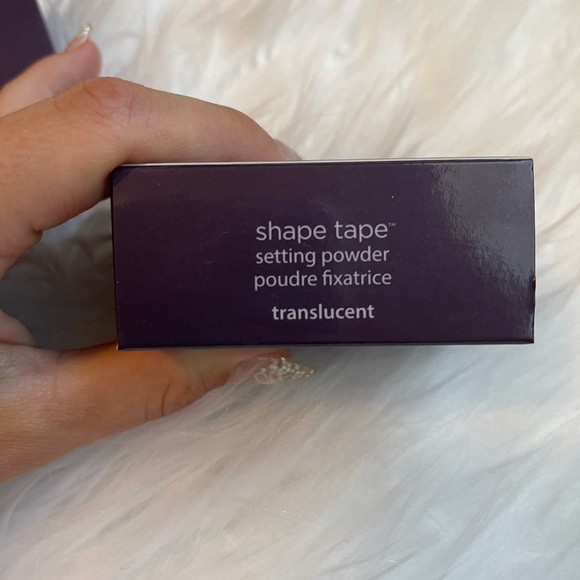 shape tape™
setting powder
poudre fixatrice
translucent